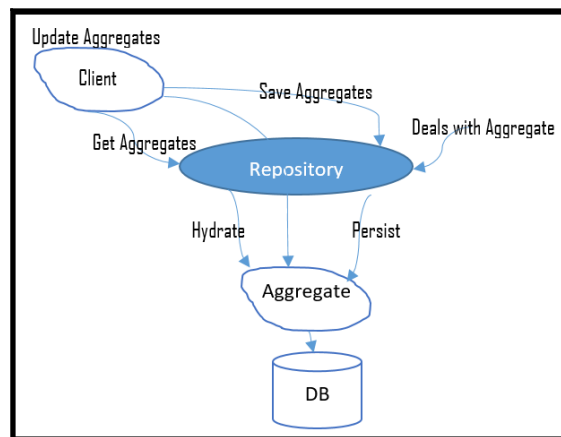 Update Aggregates
Client
Save Aggregates
Deals with Aggregate
Get Aggregates
Repository
Hydrate
Persist
Aggregate
DB